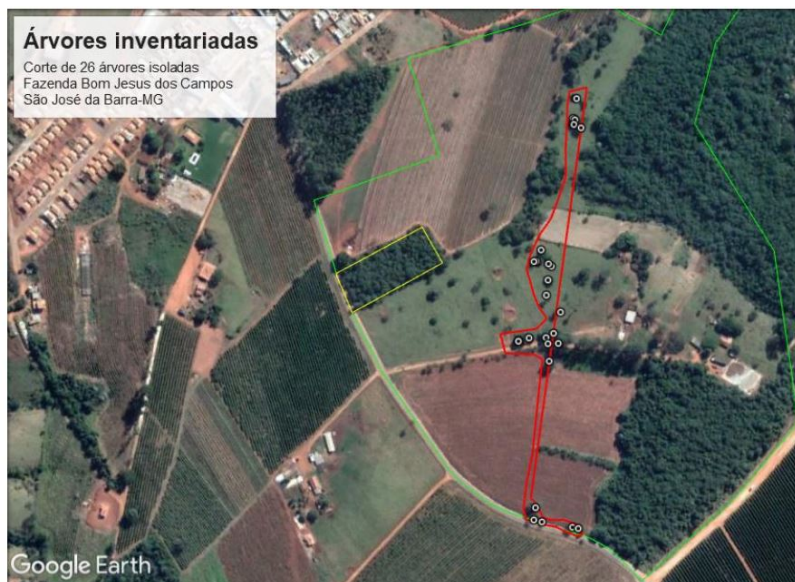 Árvores inventariadas
Corte de 26 árvores isoladas
Fazenda Bom Jesus dos Campos
São José da Barra-MG
Google Earth